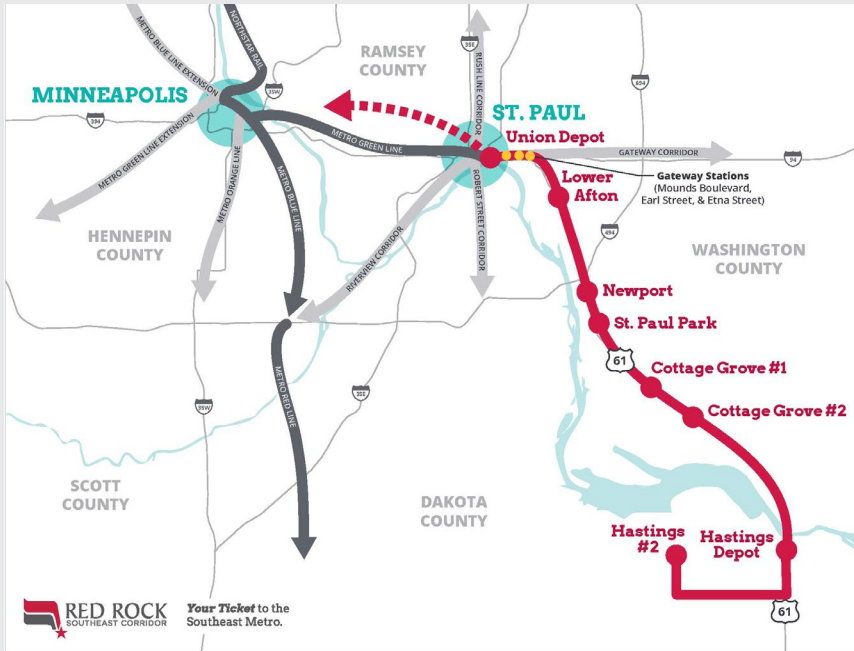 NORTHSTAR RAIL
METRO BLUE LINE EXTENSION
RAMSEY
COUNTY
35E
RUSH LINE CORRIDOR
694
MINNEAPOLIS
35W
394
METRO GREEN LINE EXTENSION
METRO ORANGE LINE
METRO BLUE LINE
METRO GREEN LINE
ST. PAUL
Union Depot
GATEWAY CORRIDOR
94
Gateway Stations
(Mounds Boulevard,
Earl Street, & Etna Street)
Lower
Afton
ROBERT STREET CORRIDOR
RIVERVIEW CORRIDOR
494
HENNEPIN
COUNTY
WASHINGTON
COUNTY
Newport
St. Paul Park
61
Cottage Grove #1
Cottage Grove #2
METRO RED LINE
35W
35E
SCOTT
COUNTY
DAKOTA
COUNTY
Hastings
#2
Hastings
Depot
61
RED ROCK
SOUTHEAST CORRIDOR
Your Ticket to the
Southeast Metro.